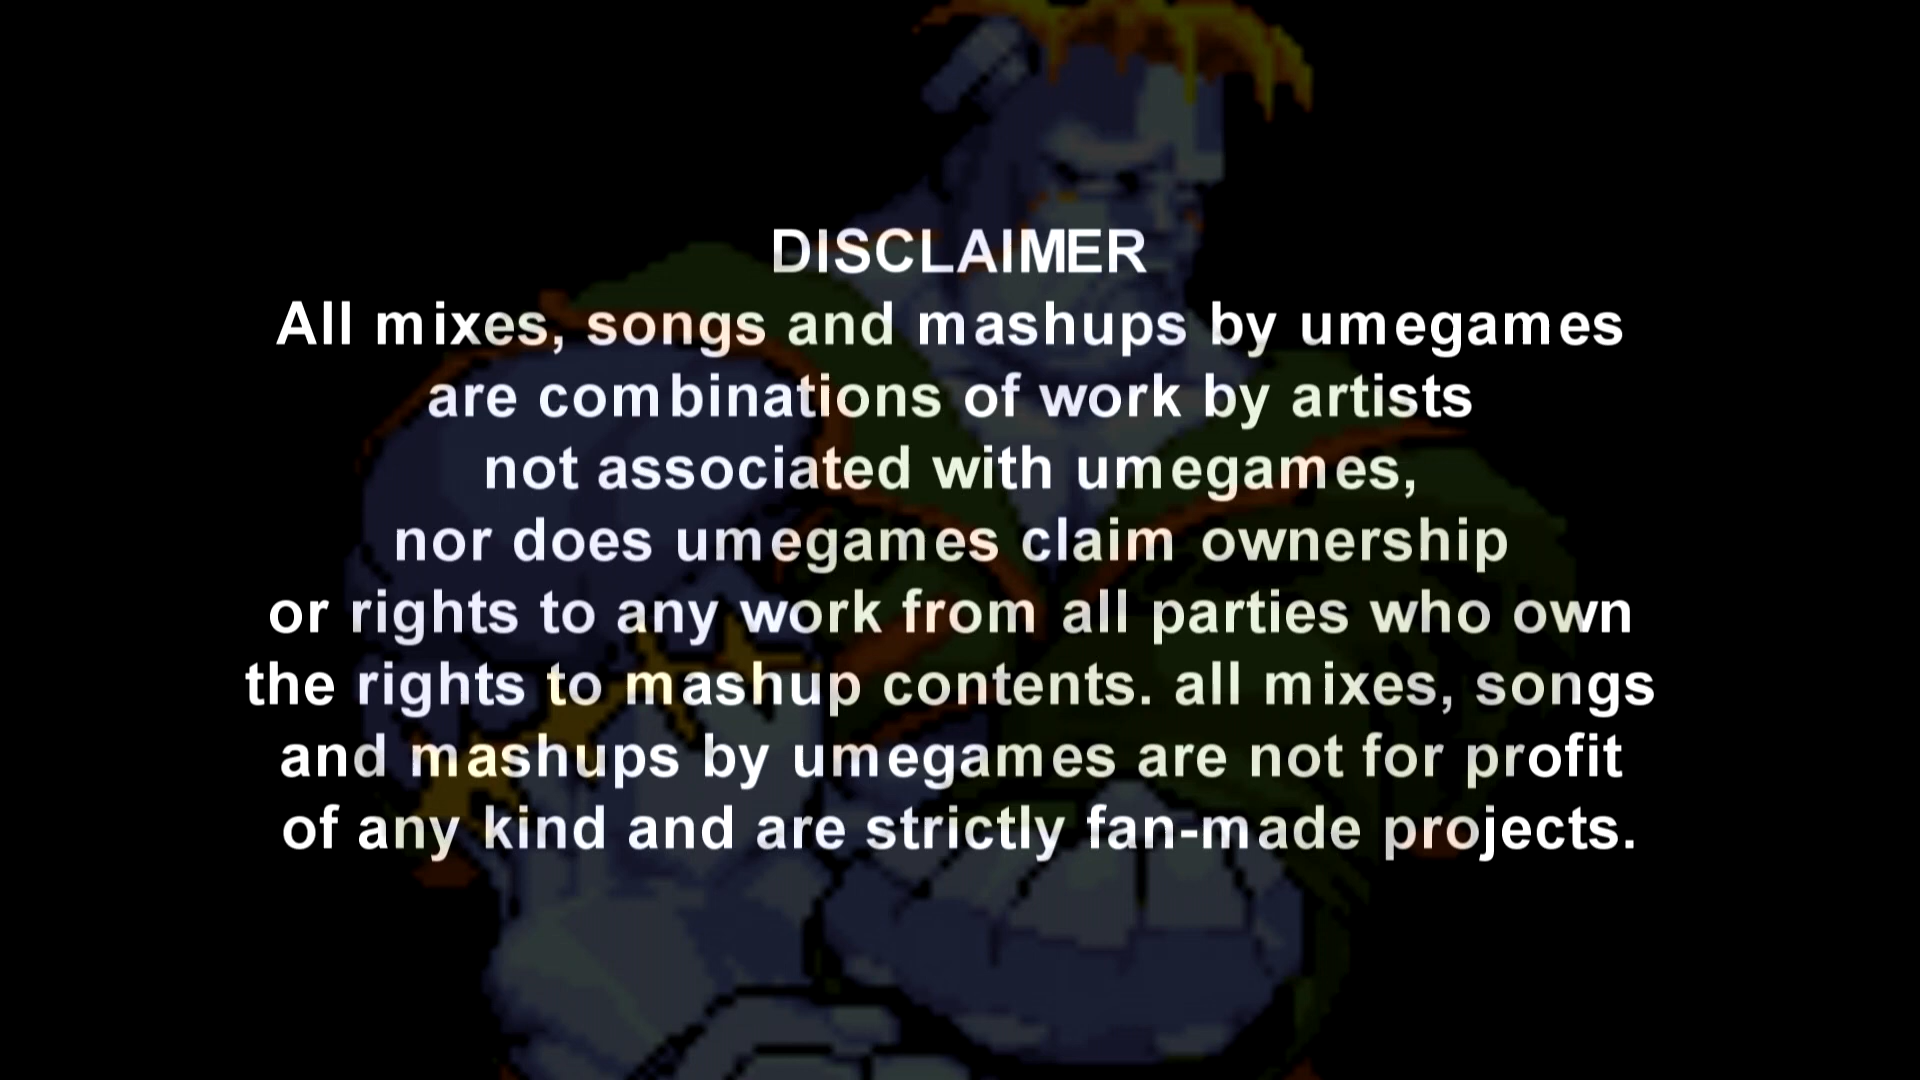 DISCLAIMER
All mixes, songs and mashups by umegames
are combinations of work by artists
not associated with umegames,
nor does umegames claim ownership
or rights to any work from all parties who own
the rights to mashup contents. all mixes, songs
and mashups by umegames are not for profit
of any kind and are strictly fan-made projects.